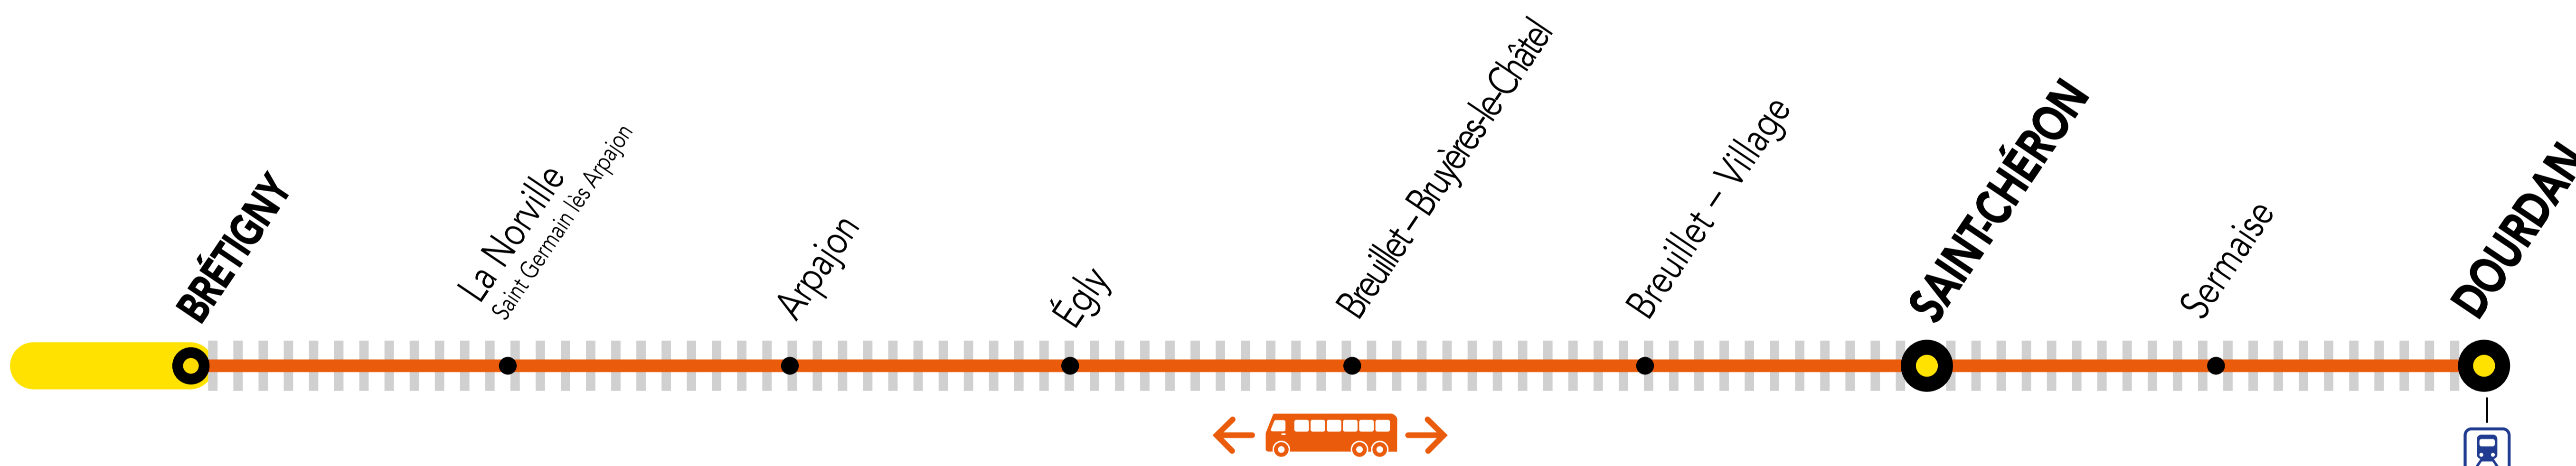 BRÉTIGNY
La Norville
Saint Germain lès Arpajon
Arpajon
Égly
Breuillet – Bruyères-le-Châtel
Breuillet – Village
SAINT-CHÉRON
Sermaise
DOURDAN